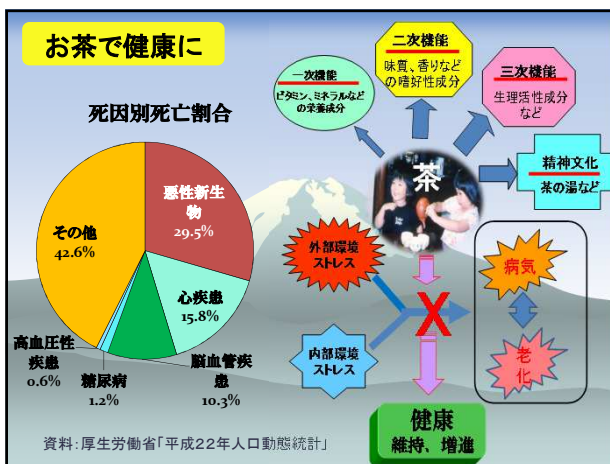 お茶で健康に
死因別死亡割合
悪性新生
物
29.5%
心疾患
15.8%
脳血管疾
患
10.3%
糖尿病
1.2%
高血圧性
疾患
0.6%
その他
42.6%
資料:厚生労働省「平成22年人口動態統計」
一次機能
ビタミン、ミネラルなど
の栄養成分
二次機能
味質、香りなど
の嗜好性成分
三次機能
生理活性成分
など
精神文化
茶の湯など
茶
外部環境
ストレス
内部環境
ストレス
X
病気
老化
健康
維持、増進